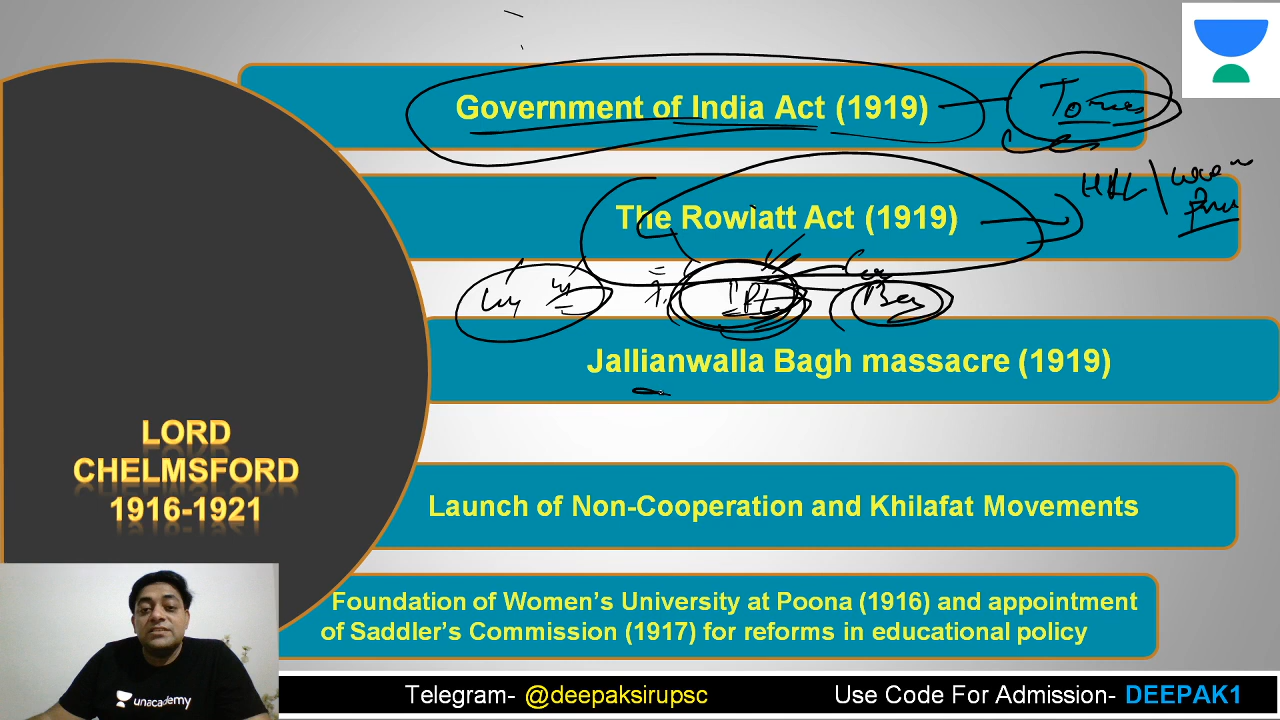 Government of India Act (1919)
The Rowlatt Act (1919)
Jallianwalla Bagh massacre (1919)
LORD
CHELMSFORD
1916-1921
Launch of Non-Cooperation and Khilafat Movements
Foundation of Women's University at Poona (1916) and appointment
of Saddler's Commission (1917) for reforms in educational policy
unacademy
Telegram- @deepaksirupsc
Use Code For Admission- DEEPAK1